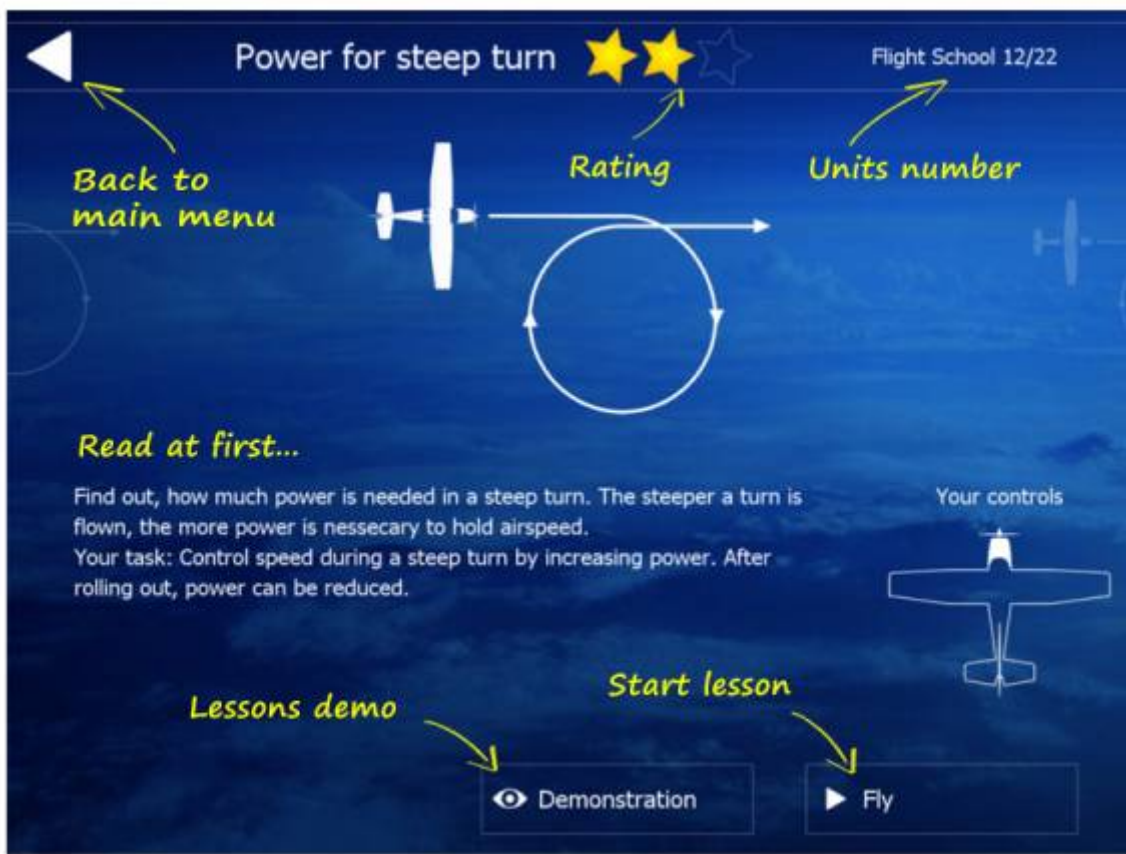 Power for steep turn
Flight School 12/22
Back to
main menu
Rating
Units number
Read at first...
Find out, how much power is needed in a steep turn. The steeper a turn is
flown, the more power is nessecary to hold airspeed.
Your task: Control speed during a steep turn by increasing power. After
rolling out, power can be reduced.
Your controls
Lessons demo
Start lesson
Demonstration
Fly